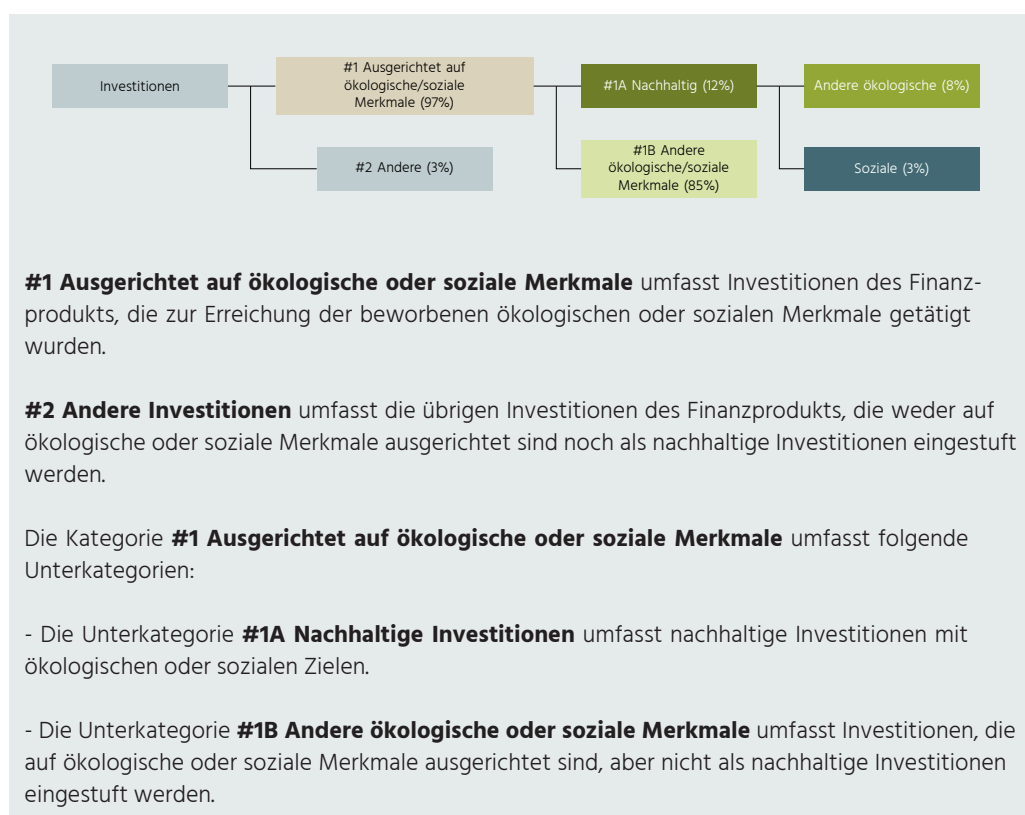 Investitionen
#1 Ausgerichtet auf
ökologische/soziale
Merkmale (97%)
#1A Nachhaltig (12%)
Andere ökologische (8%)
#2 Andere (3%)
#1B Andere
ökologische/soziale
Merkmale (85%)
Soziale (3%)
#1 Ausgerichtet auf ökologische oder soziale Merkmale umfasst Investitionen des Finanz-
produkts, die zur Erreichung der beworbenen ökologischen oder sozialen Merkmale getätigt
wurden.
#2 Andere Investitionen umfasst die übrigen Investitionen des Finanzprodukts, die weder auf
ökologische oder soziale Merkmale ausgerichtet sind noch als nachhaltige Investitionen eingestuft
werden.
Die Kategorie #1 Ausgerichtet auf ökologische oder soziale Merkmale umfasst folgende
Unterkategorien:
- Die Unterkategorie #1A Nachhaltige Investitionen umfasst nachhaltige Investitionen mit
ökologischen oder sozialen Zielen.
- Die Unterkategorie #1B Andere ökologische oder soziale Merkmale umfasst Investitionen, die
auf ökologische oder soziale Merkmale ausgerichtet sind, aber nicht als nachhaltige Investitionen
eingestuft werden.